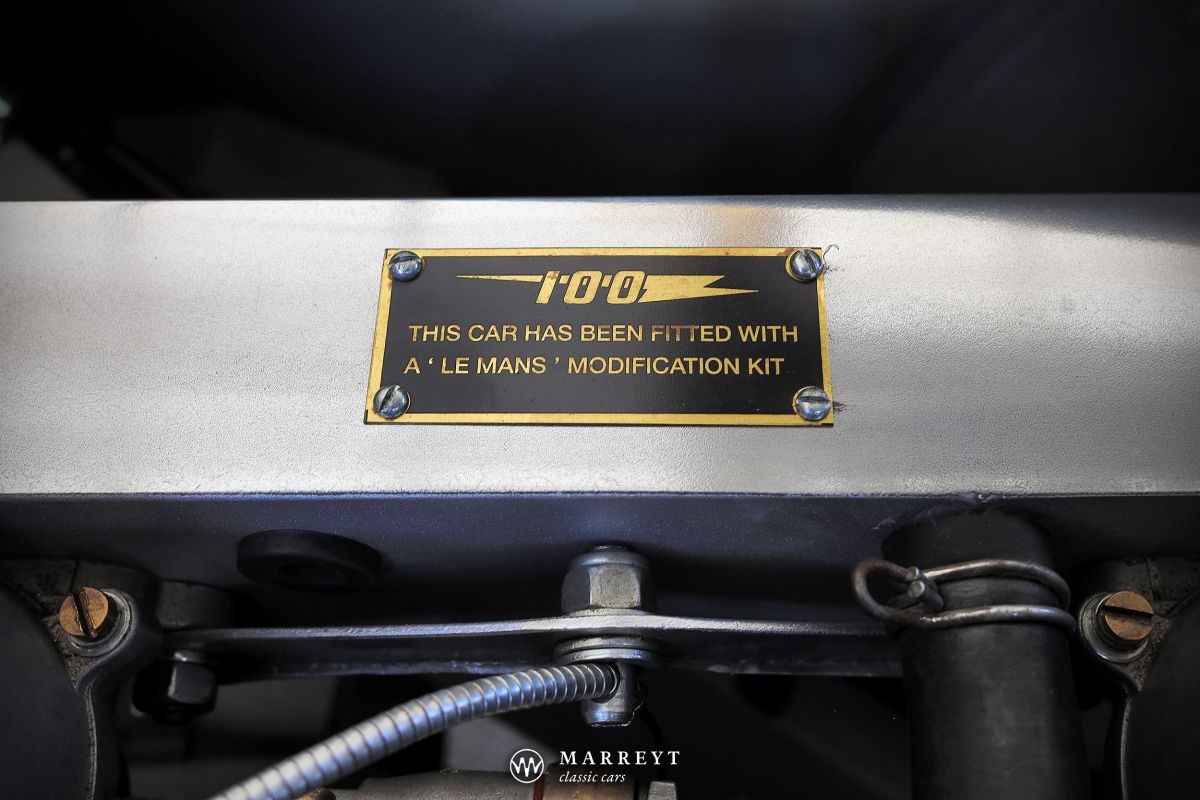 100
THIS CAR HAS BEEN FITTED WITH
A ‘ LE MANS ’ MODIFICATION KIT
MARREYT
classic cars